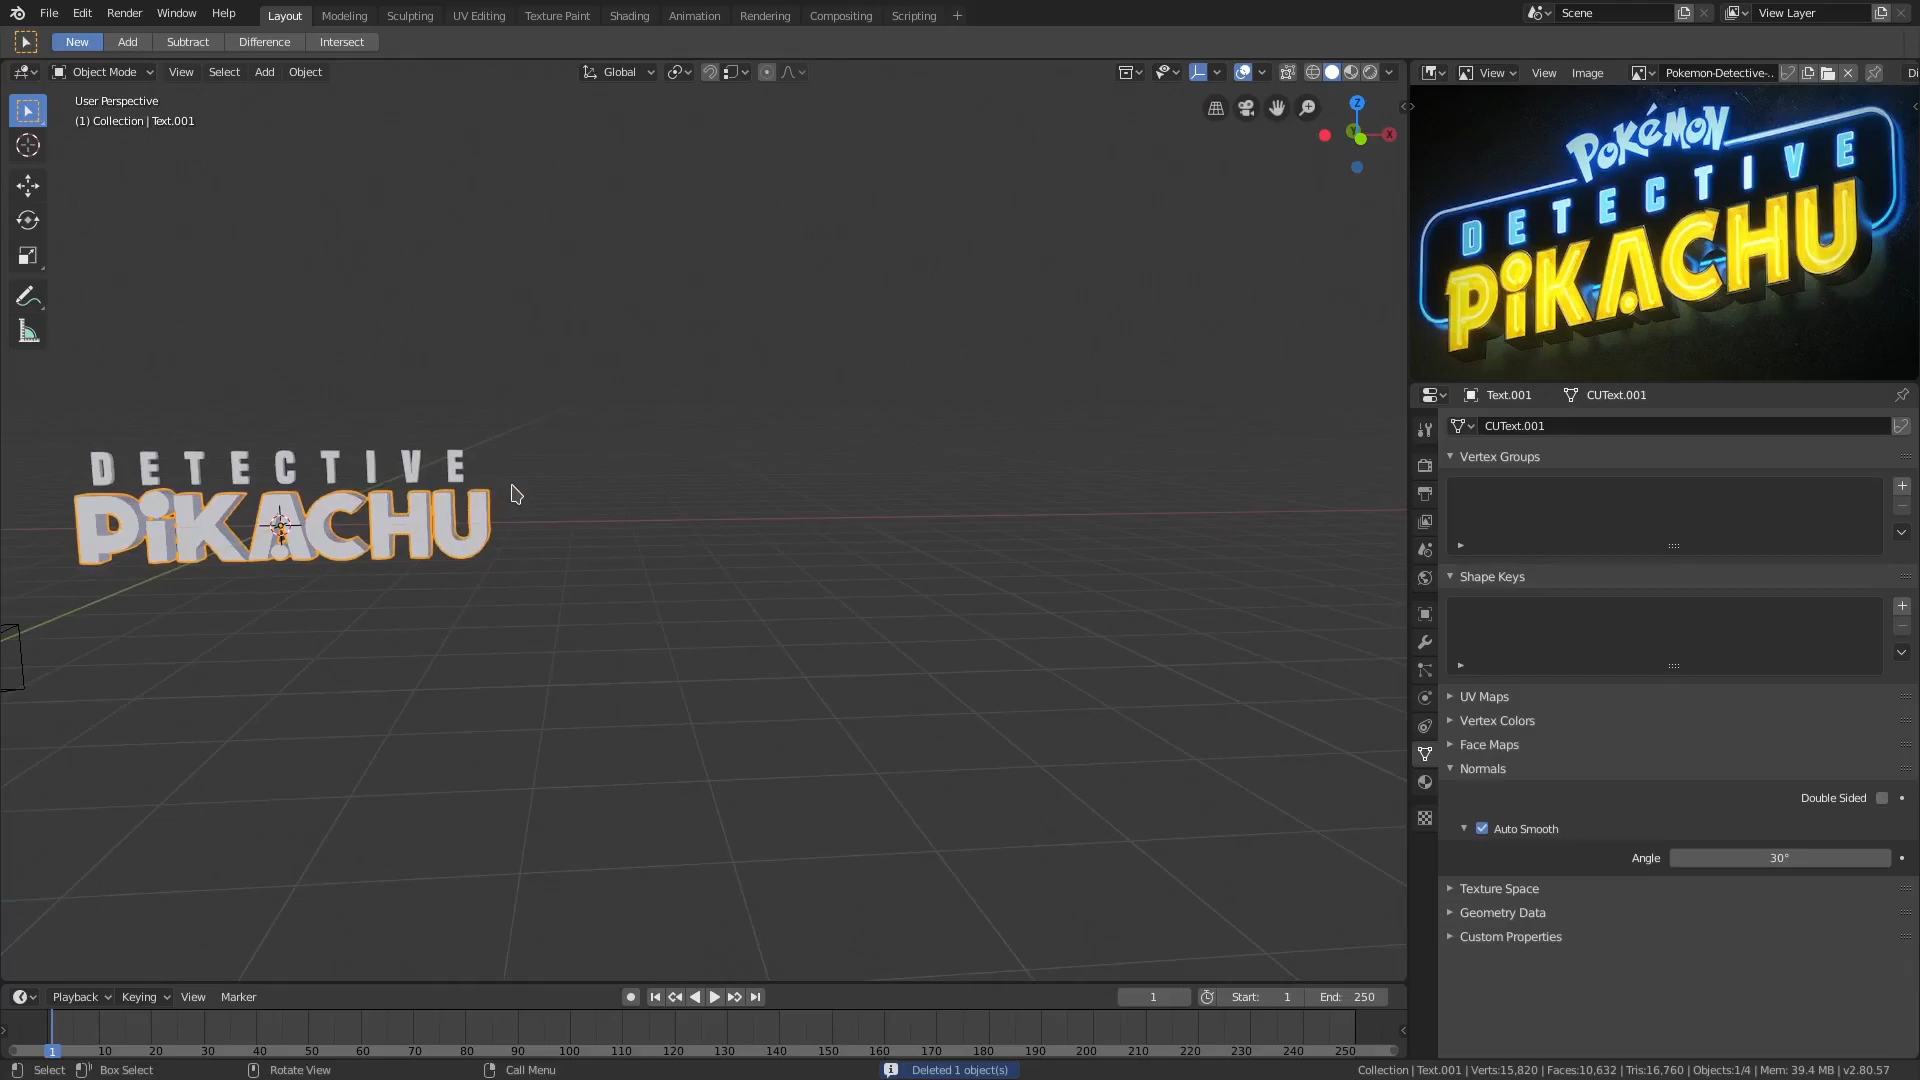 File Edit Render Window Help Layout Modeling Sculpting UV Editing Texture Paint Shading Animation Rendering Compositing Scripting + Scene View Layer
New Add Subtract Difference Intersect
Object Mode View Select Add Object Global View View Image Pokemon-Detective-.. Di
User Perspective
(1) Collection | Text.001
Z
Y
X
POKéMON
DETECTIVE
PiKACHU
Text.001 CUText.001
CUText.001
Vertex Groups
DETECTIVE
PiKACHU
Shape Keys
UV Maps
Vertex Colors
Face Maps
Normals
Double Sided
Auto Smooth
Angle 30°
Texture Space
Geometry Data
Custom Properties
Playback Keying View Marker 1 Start: 1 End: 250
1 10 20 30 40 50 60 70 80 90 100 110 120 130 140 150 160 170 180 190 200 210 220 230 240 250
Select Box Select Rotate View Call Menu Deleted 1 object(s) Collection | Text.001 | Verts:15,820 | Faces:10,632 | Tris:16,760 | Objects:1/4 | Mem: 39.4 MB | v2.80.57